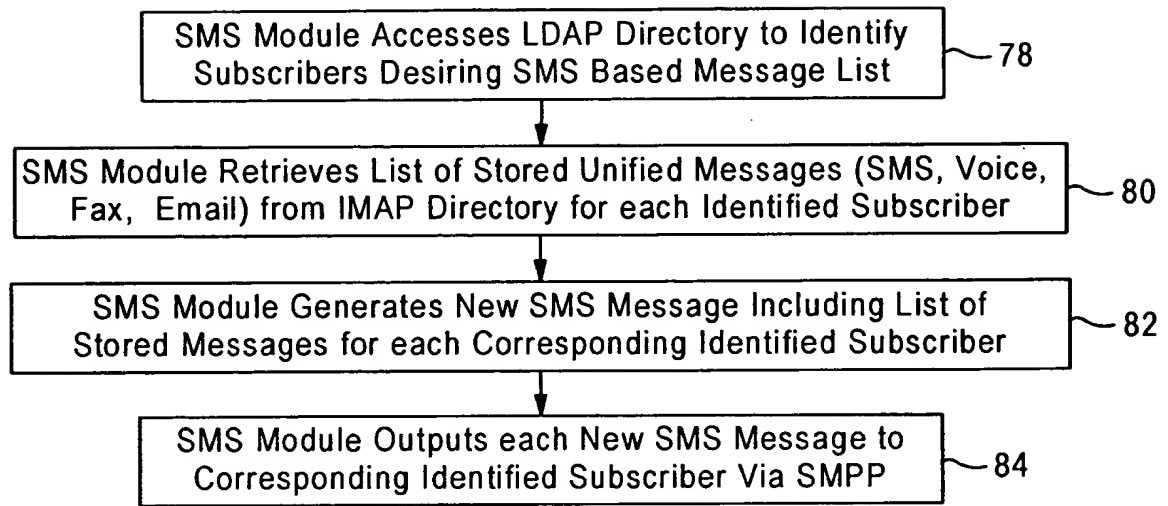 SMS Module Accesses LDAP Directory to Identify
Subscribers Desiring SMS Based Message List
78
SMS Module Retrieves List of Stored Unified Messages (SMS, Voice,
Fax, Email) from IMAP Directory for each Identified Subscriber
80
SMS Module Generates New SMS Message Including List of
Stored Messages for each Corresponding Identified Subscriber
82
SMS Module Outputs each New SMS Message to
Corresponding Identified Subscriber Via SMPP
84